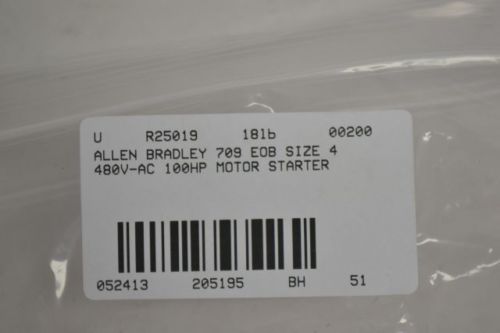 U R25019 18lb 00200
ALLEN BRADLEY 709 EOB SIZE 4
480V-AC 100HP MOTOR STARTER
052413 205195 BH 51